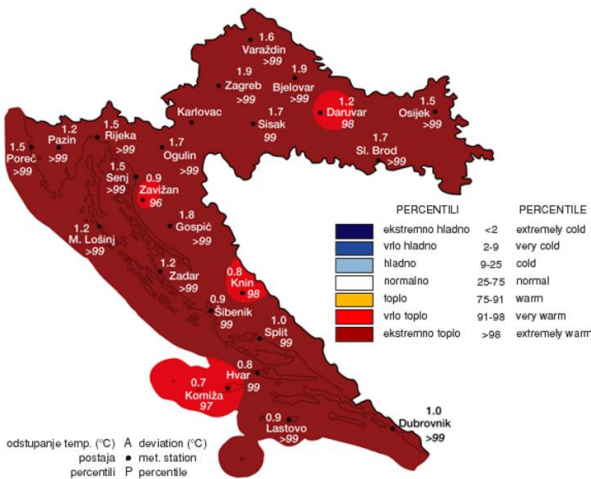 1.6
Varaždin
>99
1.9
Zagreb
>99
1.9
Bjelovar
>99
Karlovac
1.7
Sisak
99
1.2
Daruvar
98
1.5
Osijek
>99
1.7
Sl. Brod
>99
1.5
Poreč
>99
1.2
Pazin
>99
1.5
Rijeka
>99
1.7
Ogulin
>99
1.5
Senj
>99
0.9
Zavižan
96
1.8
Gospić
>99
1.2
M. Lošinj
>99
1.2
Zadar
>99
0.8
Knin
98
0.9
Šibenik
99
1.0
Split
99
0.8
Hvar
99
0.7
Komiža
97
0.9
Lastovo
>99
1.0
Dubrovnik
>99
PERCENTILI PERCENTILE
ekstremno hladno <2 extremely cold
vrlo hladno 2-9 very cold
hladno 9-25 cold
normalno 25-75 normal
toplo 75-91 warm
vrlo toplo 91-98 very warm
ekstremno toplo >98 extremely warm
odstupanje temp. (°C) A deviation (°C)
postaja met. station
percentili P percentile